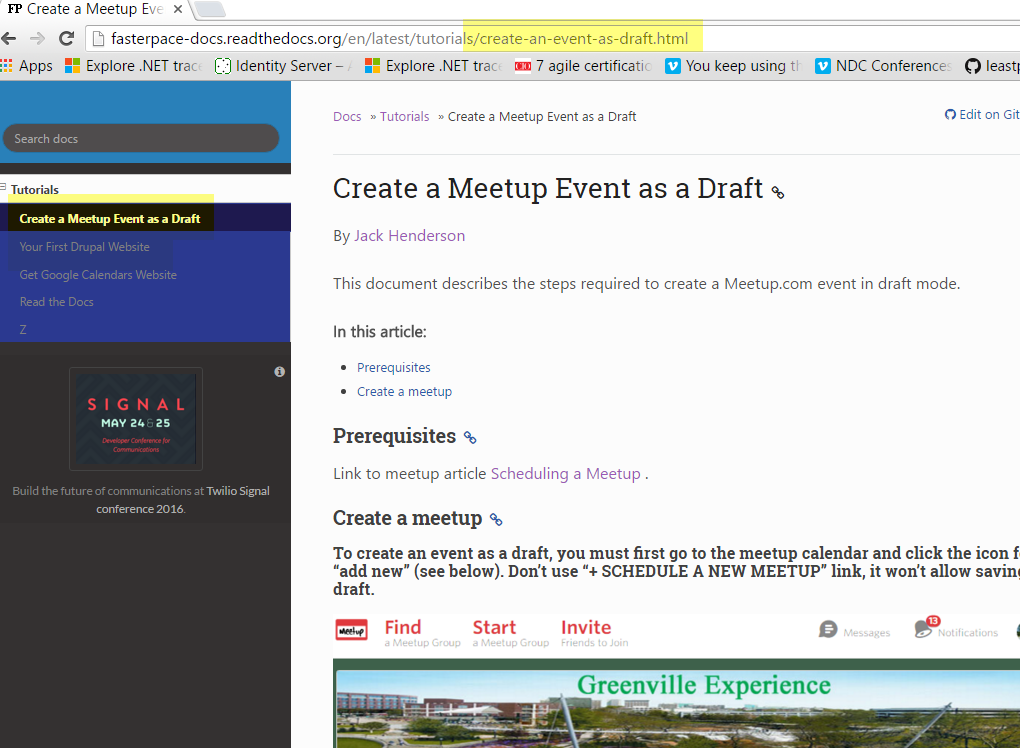 FP Create a Meetup Eve
fasterpace-docs.readthedocs.org/en/latest/tutorials/create-an-event-as-draft.html
Apps Explore .NET trace Identity Server – Explore .NET trace 7 agile certificatio You keep using th NDC Conferences leastp
Docs » Tutorials » Create a Meetup Event as a Draft
Edit on Git
Search docs
Tutorials
Create a Meetup Event as a Draft
Your First Drupal Website
Get Google Calendars Website
Read the Docs
Z
SIGNAL
MAY 24 & 25
Developer Conference for
Communications
Build the future of communications at Twilio Signal
conference 2016.
Create a Meetup Event as a Draft
By Jack Henderson
This document describes the steps required to create a Meetup.com event in draft mode.
In this article:
Prerequisites
Create a meetup
Prerequisites
Link to meetup article Scheduling a Meetup .
Create a meetup
To create an event as a draft, you must first go to the meetup calendar and click the icon f
“add new” (see below). Don’t use “+ SCHEDULE A NEW MEETUP” link, it won’t allow saving
draft.
Meetup
Find Start Invite
a Meetup Group a Meetup Group Friends to Join
Messages 13 Notifications
Greenville Experience